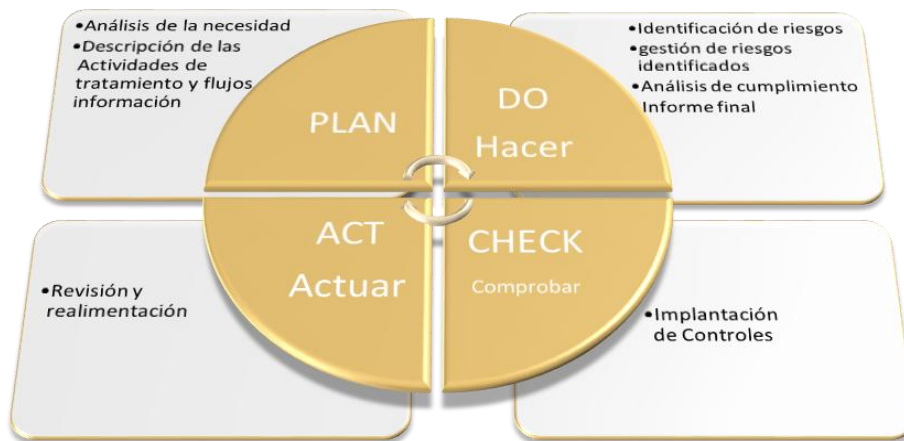 •Análisis de la necesidad
•Descripción de las
Actividades de
tratamiento y flujos
información
PLAN
•Identificación de riesgos
•gestión de riesgos
identificados
•Análisis de cumplimiento
Informe final
DO
Hacer
ACT
Actuar
•Revisión y
realimentación
CHECK
Comprobar
•Implantación
de Controles